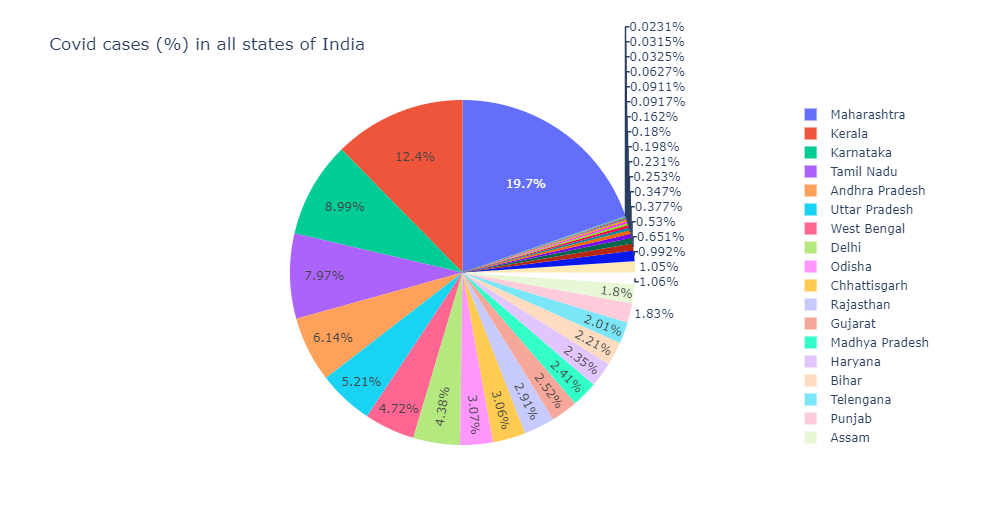 Covid cases (%) in all states of India
0.0231%
0.0315%
0.0325%
0.0627%
0.0911%
0.0917%
0.162%
0.18%
0.198%
0.231%
0.253%
0.347%
0.377%
0.53%
0.651%
0.992%
1.05%
1.06%
19.7%
12.4%
8.99%
7.97%
6.14%
5.21%
4.72%
4.38%
3.07%
3.06%
2.91%
2.52%
2.41%
2.35%
2.21%
2.01%
1.83%
1.8%
Maharashtra
Kerala
Karnataka
Tamil Nadu
Andhra Pradesh
Uttar Pradesh
West Bengal
Delhi
Odisha
Chhattisgarh
Rajasthan
Gujarat
Madhya Pradesh
Haryana
Bihar
Telengana
Punjab
Assam